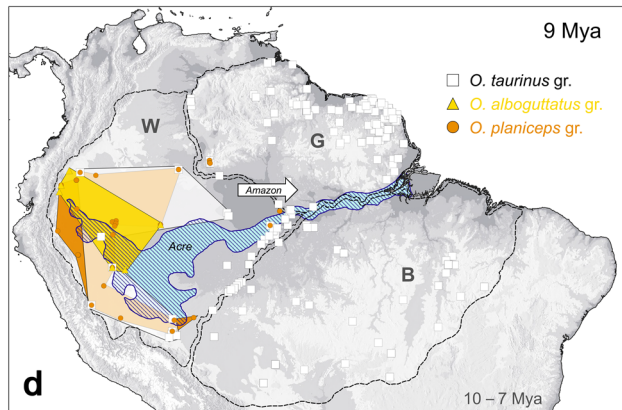 9 Mya
O. taurinus gr.
O. alboguttatus gr.
O. planiceps gr.
W
G
Amazon
Acre
B
d
10 – 7 Mya